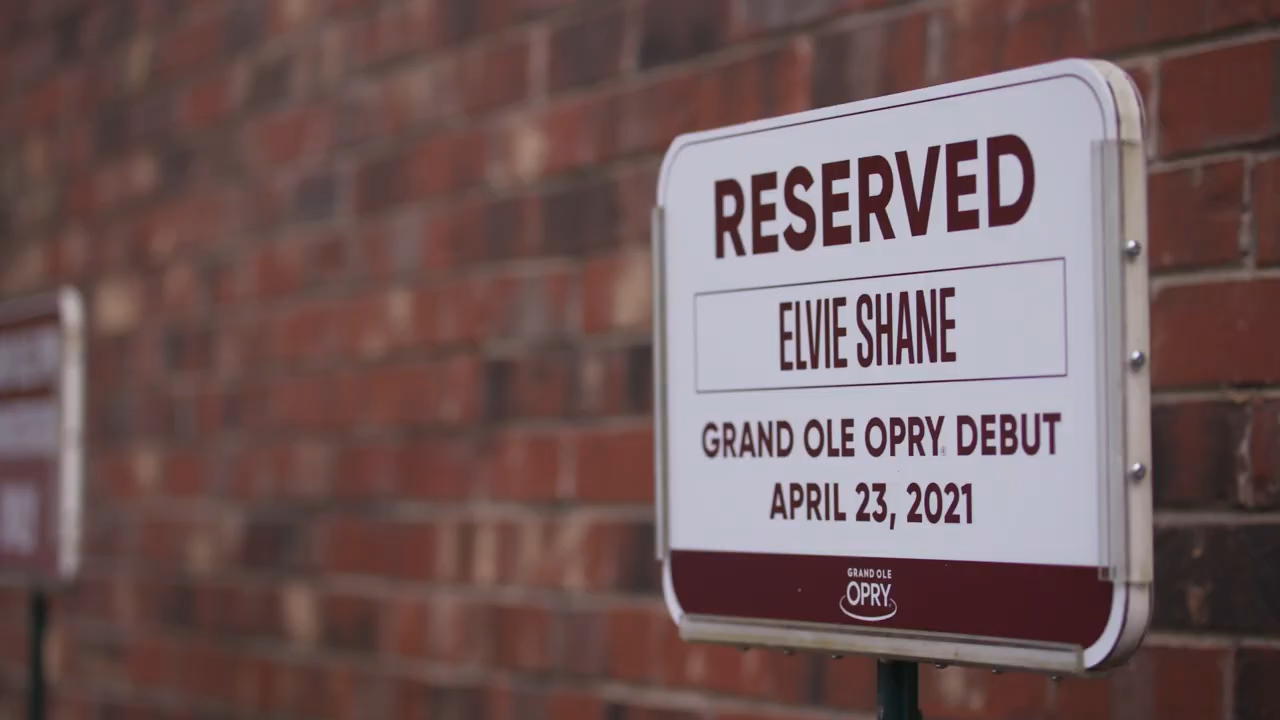 RESERVED
ELVIE SHANE
GRAND OLE OPRY® DEBUT
APRIL 23, 2021
GRAND OLE
OPRY